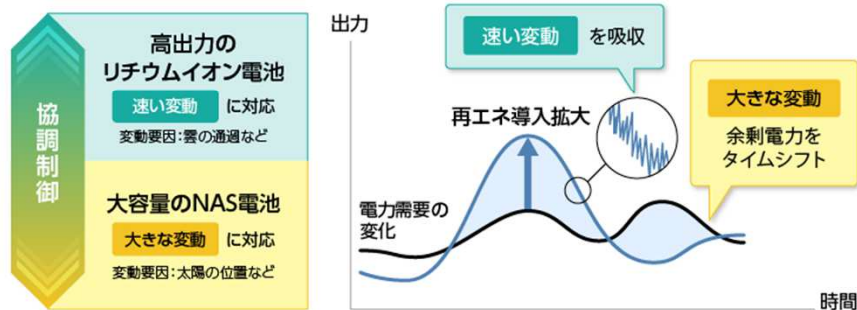 協調制御
高出力の
リチウムイオン電池
速い変動 に対応
変動要因：雲の通過など
大容量のNAS電池
大きな変動 に対応
変動要因：太陽の位置など
出力
速い変動 を吸収
再エネ導入拡大
大きな変動
余剰電力を
タイムシフト
電力需要の
変化
時間